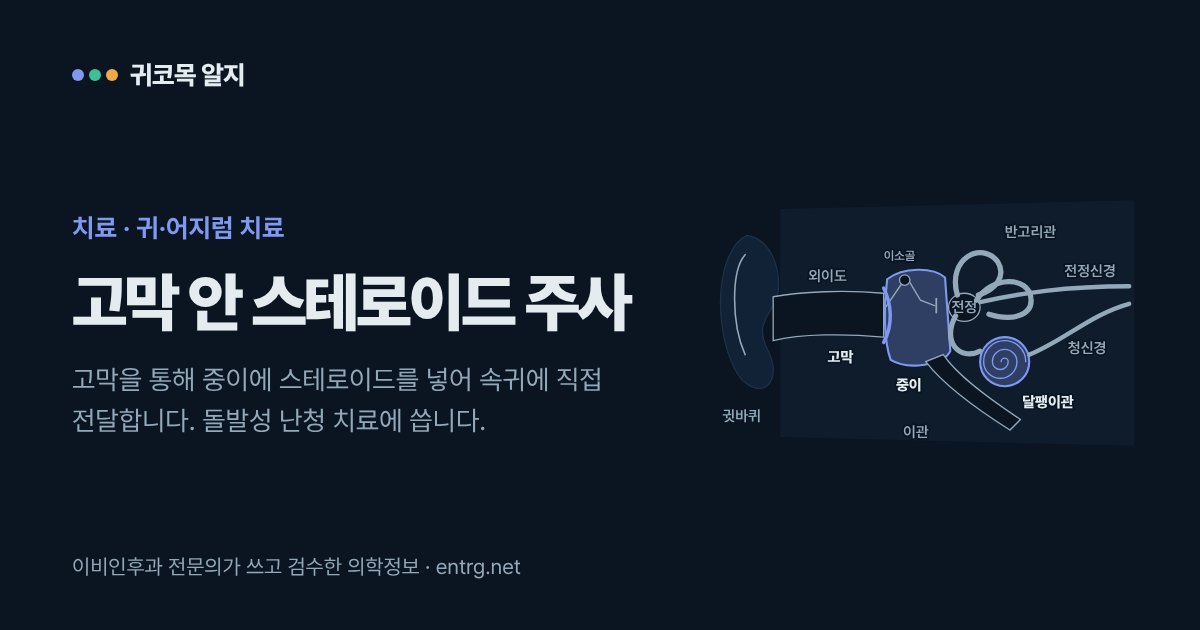 귀코목 알지
치료 · 귀·어지럼 치료
고막 안 스테로이드 주사
고막을 통해 중이에 스테로이드를 넣어 속귀에 직접
전달합니다. 돌발성 난청 치료에 씁니다.
반고리관
이소골
전정신경
외이도
전정
청신경
고막
중이
달팽이관
귓바퀴
이관
이비인후과 전문의가 쓰고 검수한 의학정보 · entrg.net